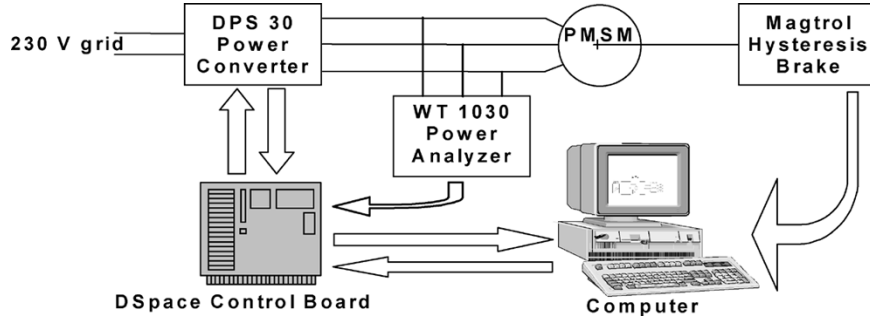 230 V grid
DPS 30
Power
Converter
PMSM
Magtrol
Hysteresis
Brake
WT 1030
Power
Analyzer
DSpace Control Board
Computer